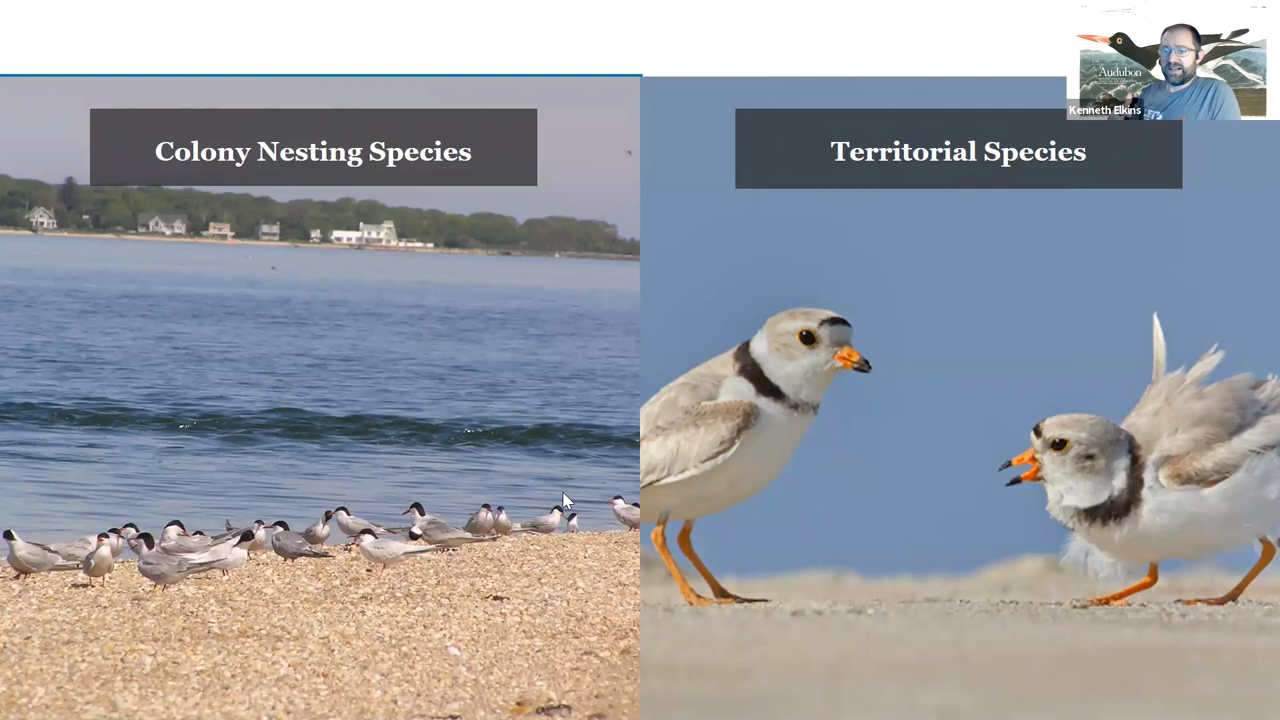 Colony Nesting Species
Territorial Species
Audubon
Kenneth Elkins